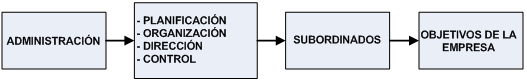 ADMINISTRACIÓN
- PLANIFICACIÓN
- ORGANIZACIÓN
- DIRECCIÓN
- CONTROL
SUBORDINADOS
OBJETIVOS DE LA
EMPRESA